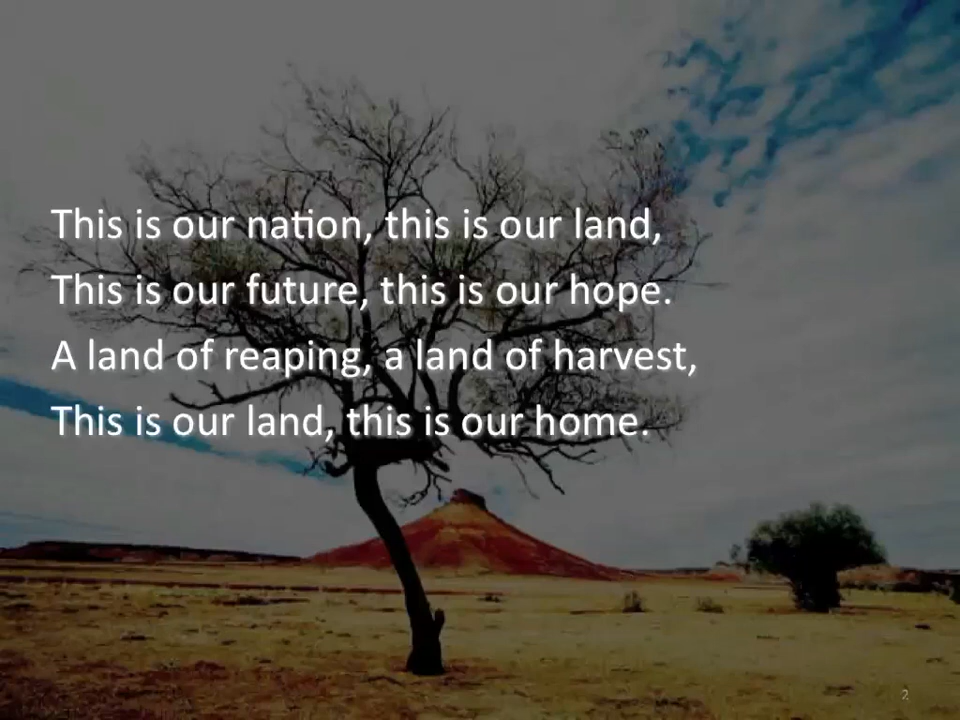 This is our nation, this is our land,
This is our future, this is our hope.
A land of reaping, a land of harvest,
This is our land, this is our home.
2